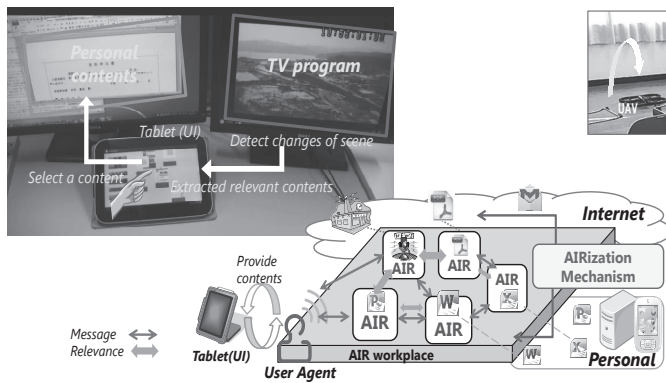 Personal
contents
TV program
Tablet (UI)
Detect changes of scene
Select a content
Extracted relevant contents
UAV
Internet
AIRization
Mechanism
AIR
AIR
AIR
AIR
AIR
Provide
contents
Message
Relevance
Tablet(UI)
User Agent
AIR workplace
Personal